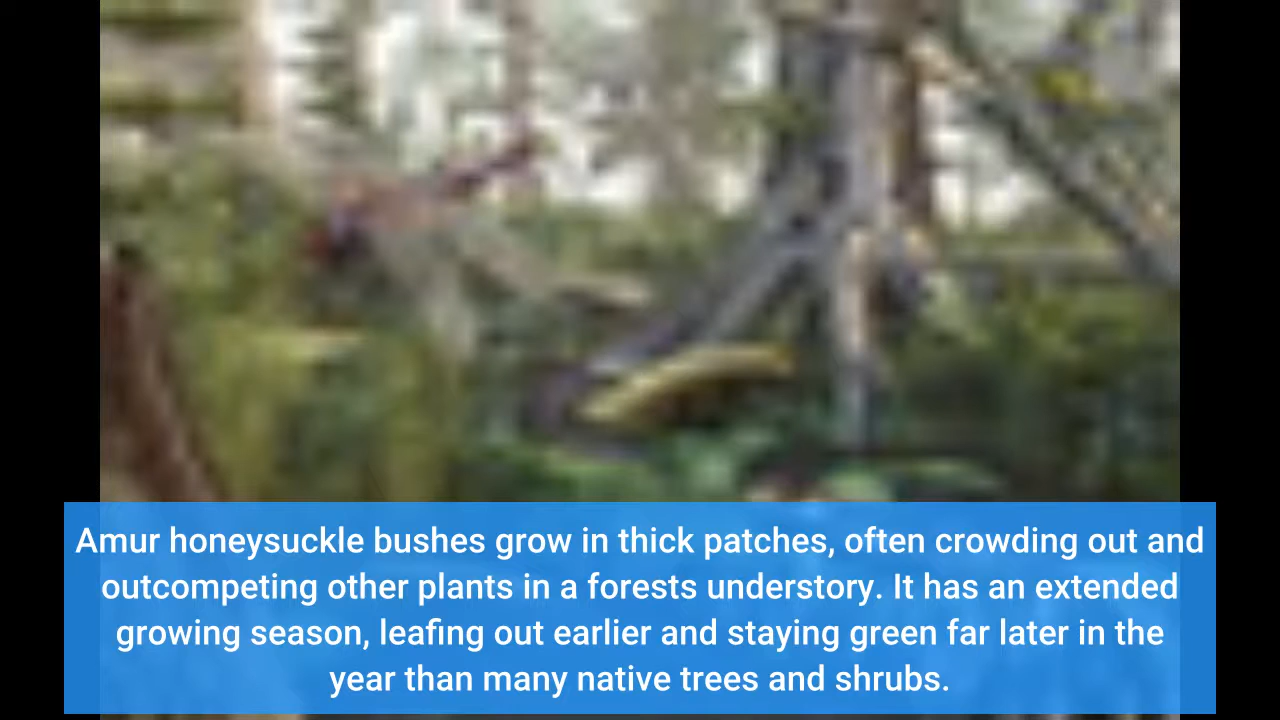 Amur honeysuckle bushes grow in thick patches, often crowding out and
outcompeting other plants in a forests understory. It has an extended
growing season, leafing out earlier and staying green far later in the
year than many native trees and shrubs.